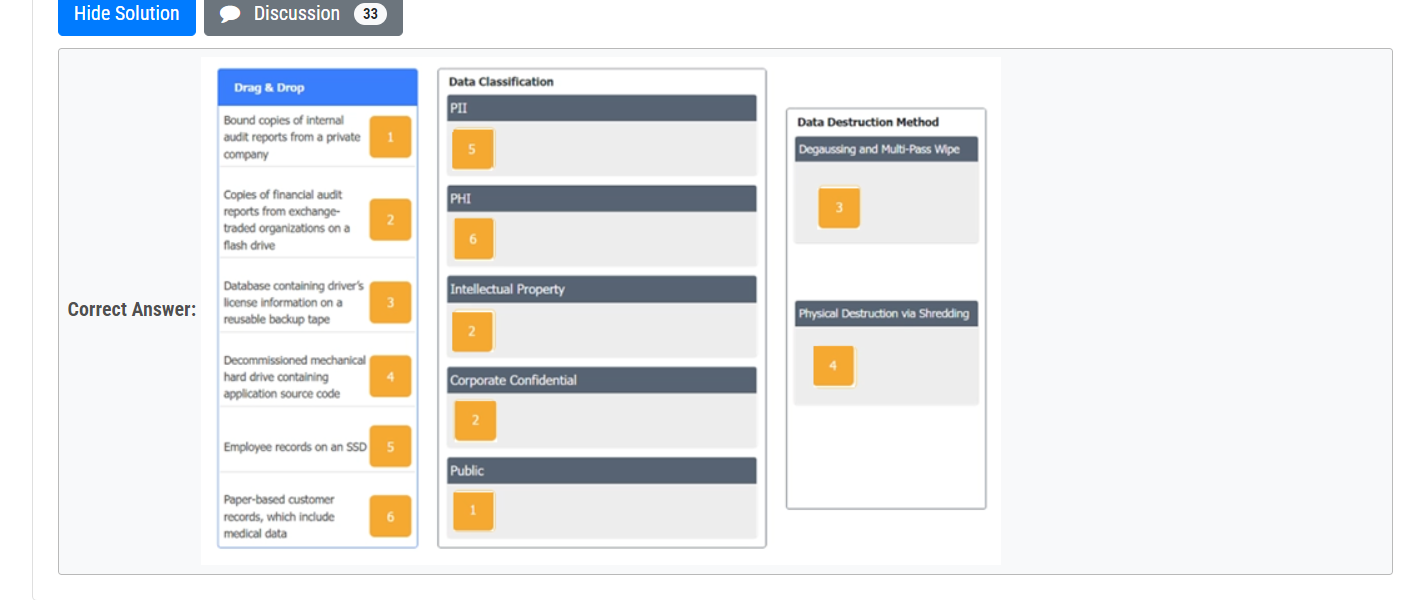 Hide Solution
Discussion 33
Correct Answer:
Drag & Drop
Bound copies of internal
audit reports from a private
company
1
Copies of financial audit
reports from exchange-
traded organizations on a
flash drive
2
Database containing driver's
license information on a
reusable backup tape
3
Decommissioned mechanical
hard drive containing
application source code
4
Employee records on an SSD
5
Paper-based customer
records, which include
medical data
6
Data Classification
PII
5
PHI
6
Intellectual Property
2
Corporate Confidential
2
Public
1
Data Destruction Method
Degaussing and Multi-Pass Wipe
3
Physical Destruction via Shredding
4